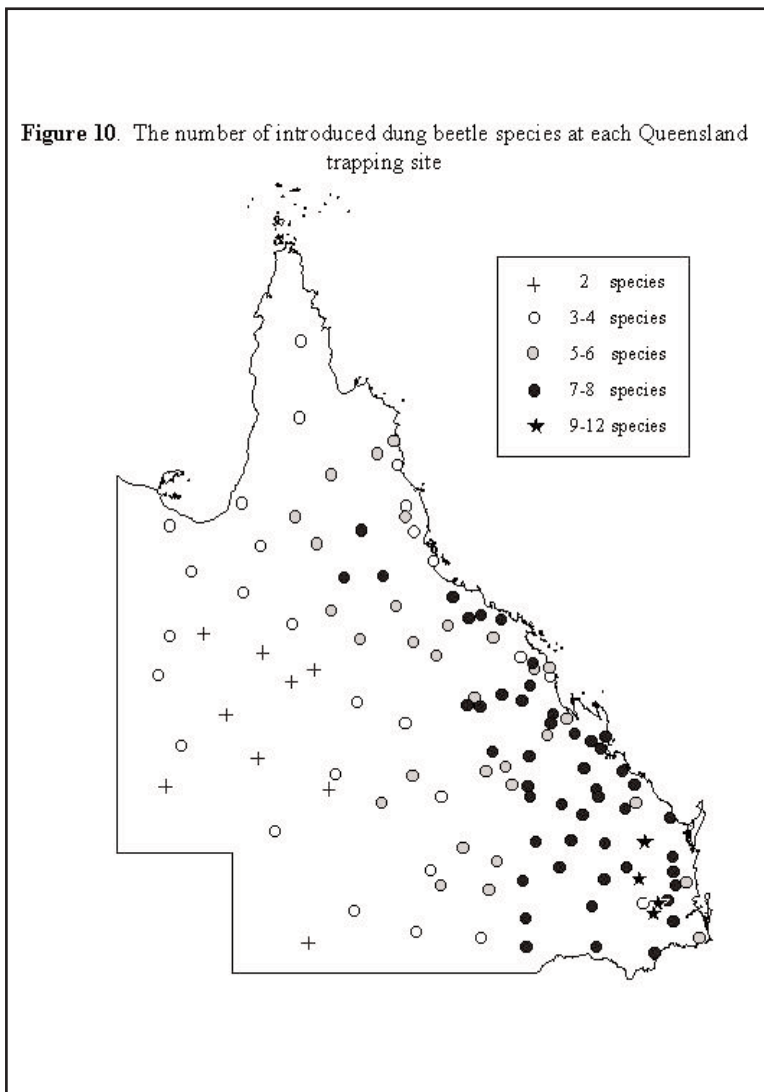 Figure 10.  The number of introduced dung beetle species at each Queensland
trapping site
2 species
3-4 species
5-6 species
7-8 species
9-12 species